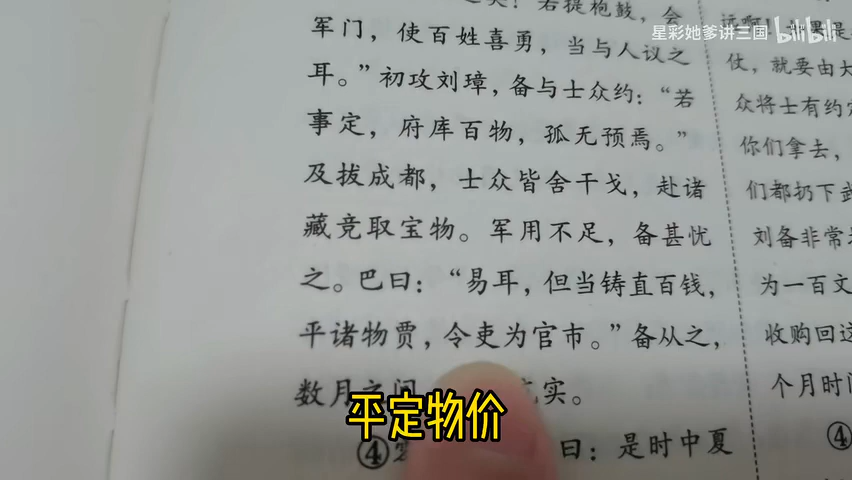 星彩她爹讲三国 bilibili
军门，使百姓喜勇，当与人议之
耳。”初攻刘璋，备与士众约：“若
事定，府库百物，孤无预焉。”
及拔成都，士众皆舍干戈，赴诸
藏竞取宝物。军用不足，备甚忧
之。巴曰：“易耳，但当铸直百钱，
平诸物贾，令吏为官市。”备从之，
数月之间
实。
④
曰：是时中夏
仗，就要由大
众将士有约定
你们拿去，
们都扔下武
刘备非常
为一百文
收购回这
个月时间
④
平定物价